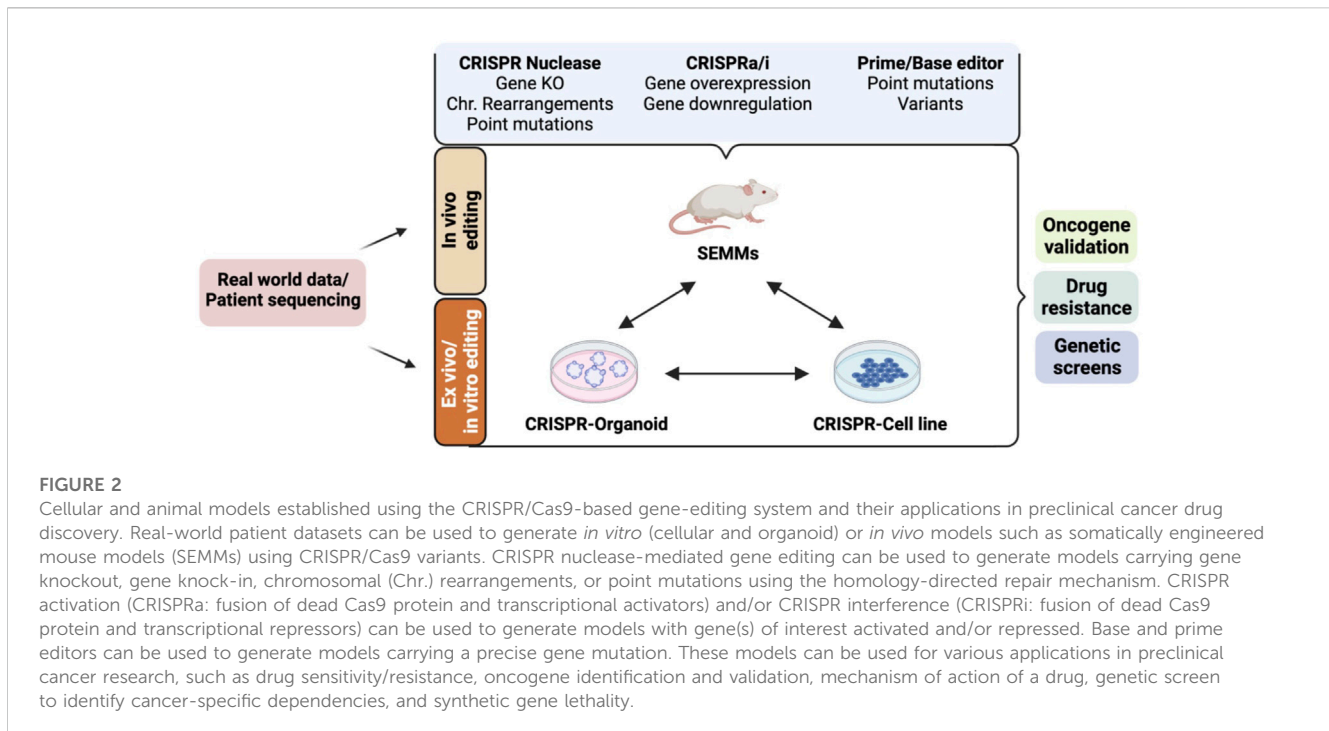 CRISPR Nuclease
Gene KO
Chr. Rearrangements
Point mutations
CRISPRa/i
Gene overexpression
Gene downregulation
Prime/Base editor
Point mutations
Variants
Real world data/
Patient sequencing
In vivo
editing
Ex vivo/
in vitro editing
SEMMs
CRISPR-Organoid
CRISPR-Cell line
Oncogene
validation
Drug
resistance
Genetic
screens
FIGURE 2
Cellular and animal models established using the CRISPR/Cas9-based gene-editing system and their applications in preclinical cancer drug
discovery. Real-world patient datasets can be used to generate in vitro (cellular and organoid) or in vivo models such as somatically engineered
mouse models (SEMMs) using CRISPR/Cas9 variants. CRISPR nuclease-mediated gene editing can be used to generate models carrying gene
knockout, gene knock-in, chromosomal (Chr.) rearrangements, or point mutations using the homology-directed repair mechanism. CRISPR
activation (CRISPRa: fusion of dead Cas9 protein and transcriptional activators) and/or CRISPR interference (CRISPRi: fusion of dead Cas9
protein and transcriptional repressors) can be used to generate models with gene(s) of interest activated and/or repressed. Base and prime
editors can be used to generate models carrying a precise gene mutation. These models can be used for various applications in preclinical
cancer research, such as drug sensitivity/resistance, oncogene identification and validation, mechanism of action of a drug, genetic screen
to identify cancer-specific dependencies, and synthetic gene lethality.